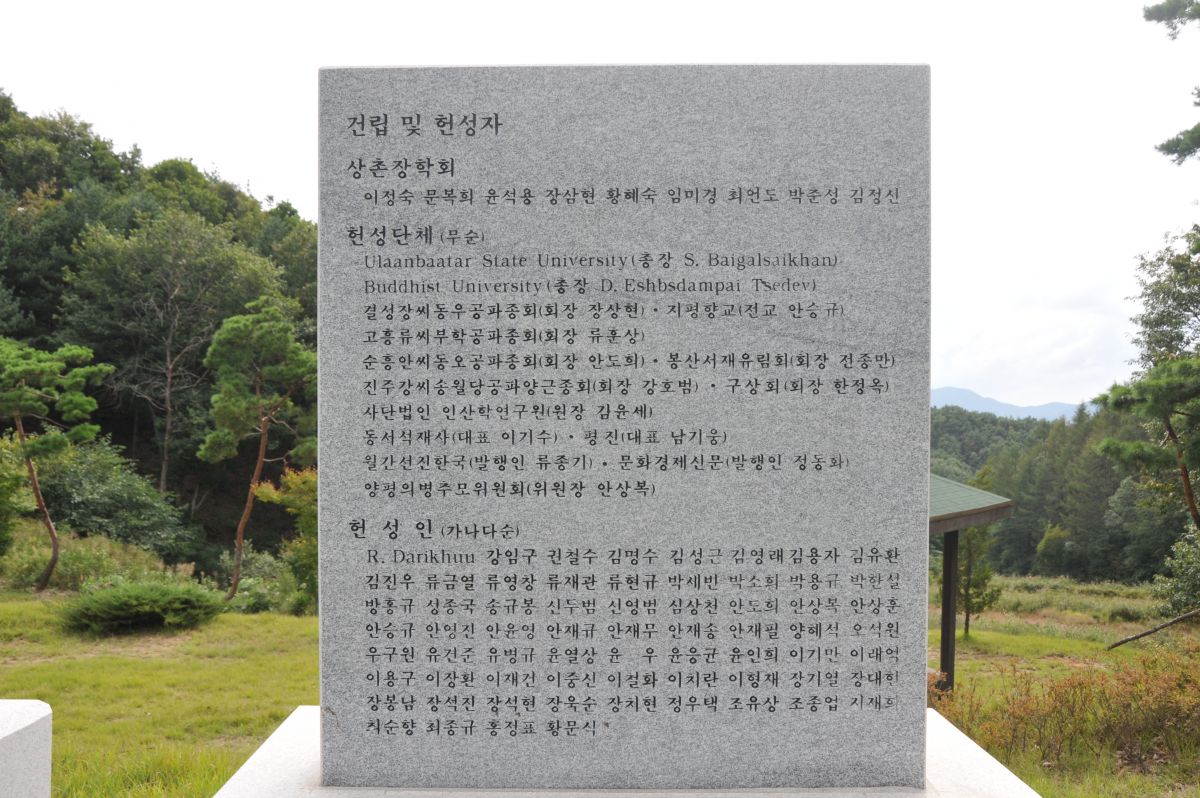 건립 및 헌성자
상촌장학회
이정숙 문복희 윤석용 장삼현 황혜숙 임미경 최언도 박준성 김정신
헌성단체 (무순)
Ulaanbaatar State University(총장 S. Baigalsaikhan)
Buddhist University(총장 D. Eshbsdampai Tsedev)
결성장씨동우공파종회(회장 장상현)·지평향교(전교 안승규)
고흥류씨부학공파종회(회장 류훈상)
순흥안씨동오공파종회(회장 안도희)·봉산서재유림회(회장 전종만)
진주강씨송월당공파양근종회(회장 강호범)·구상회(회장 한정옥)
사단법인 인산학연구원(원장 김윤세)
동서석재사(대표 이기수)·평진(대표 남기웅)
월간선진한국(발행인 류종기)·문화경제신문(발행인 정동화)
양평의병추모위원회(위원장 안상복)
헌 성 인 (가나다순)
R. Darikhuu 강임구 권철수 김명수 김성근 김영래 김용자 김유환
김진우 류금열 류영창 류재관 류현규 박세빈 박소희 박용규 박한설
방홍규 성종국 송규봉 신두범 신영범 심상천 안도희 안상복 안상훈
안승규 안영진 안윤영 안재규 안재무 안재송 안재필 양혜석 오석원
우구원 유건준 유병규 윤열상 윤 우 윤응균 윤인희 이기만 이래억
이용구 이장환 이재건 이중신 이철화 이치란 이형재 장기열 장대헌
장봉남 장석진 장석현 장욱순 장치현 정우택 조유상 조종업 지재희
최순향 최종규 홍정표 황문식